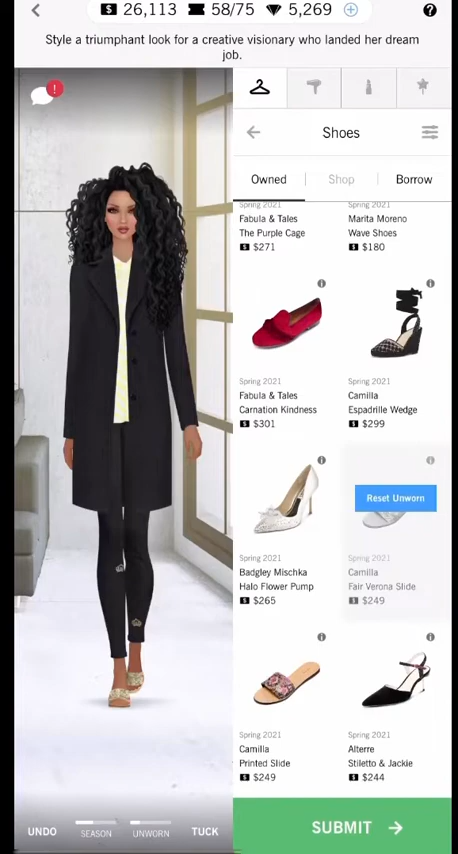 26,113 58/75 5,269
?
Style a triumphant look for a creative visionary who landed her dream
job.
!
Shoes
Owned Shop Borrow
Spring 2021
Fabula & Tales
The Purple Cage
$271
Spring 2021
Marita Moreno
Wave Shoes
$180
Spring 2021
Fabula & Tales
Carnation Kindness
$301
Spring 2021
Camilla
Espadrille Wedge
$299
Spring 2021
Badgley Mischka
Halo Flower Pump
$265
Reset Unworn
Spring 2021
Camilla
Fair Verona Slide
$249
Spring 2021
Camilla
Printed Slide
$249
Spring 2021
Alterre
Stiletto & Jackie
$244
UNDO SEASON UNWORN TUCK
SUBMIT